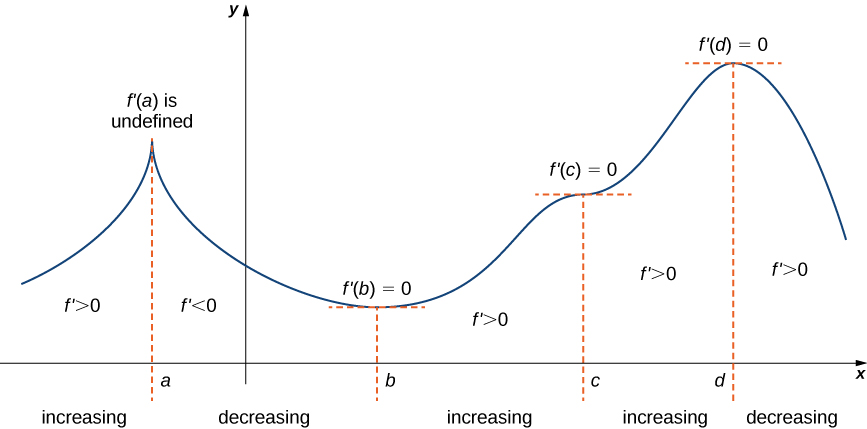 y
f′(d) = 0
f′(a) is
undefined
f′(c) = 0
f′(b) = 0
f′>0
f′<0
f′>0
f′>0
f′>0
x
a
b
c
d
increasing
decreasing
increasing
increasing
decreasing